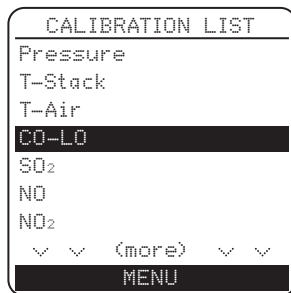 CALIBRATION LIST
Pressure
T-Stack
T-Air
CO-LO
SO₂
NO
NO₂
(more)
MENU